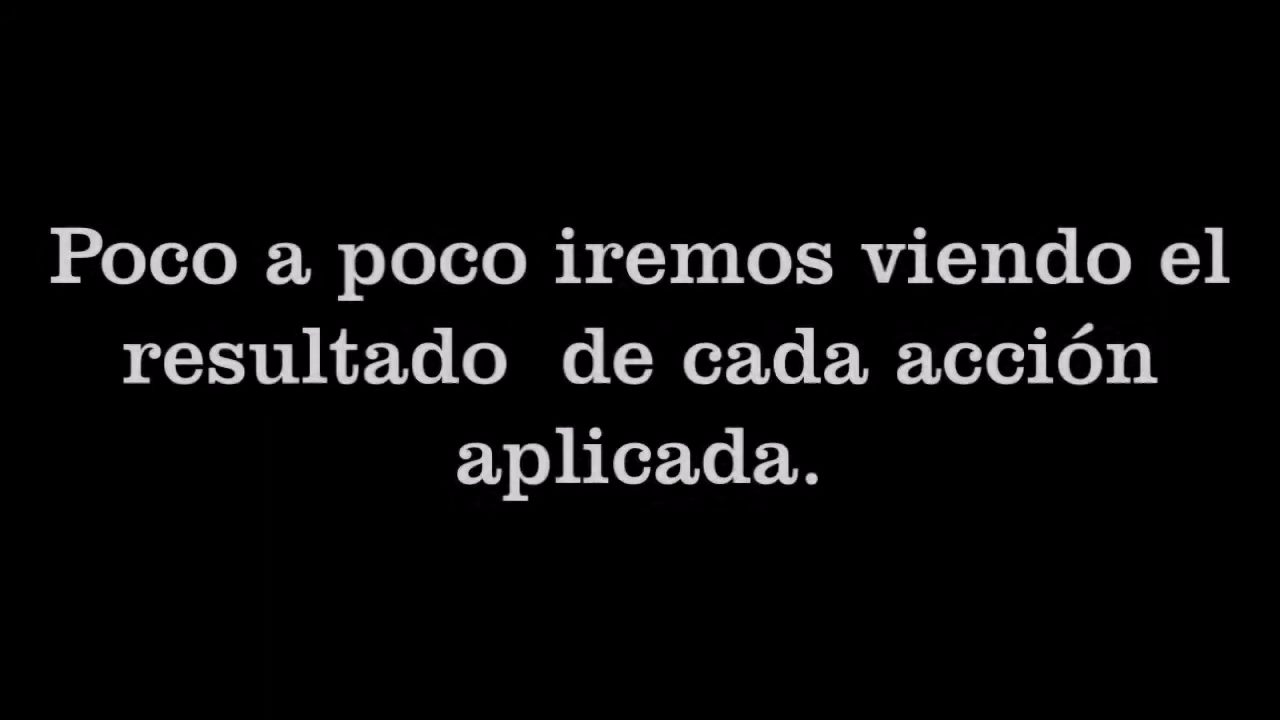 Poco a poco iremos viendo el
resultado  de cada acción
aplicada.